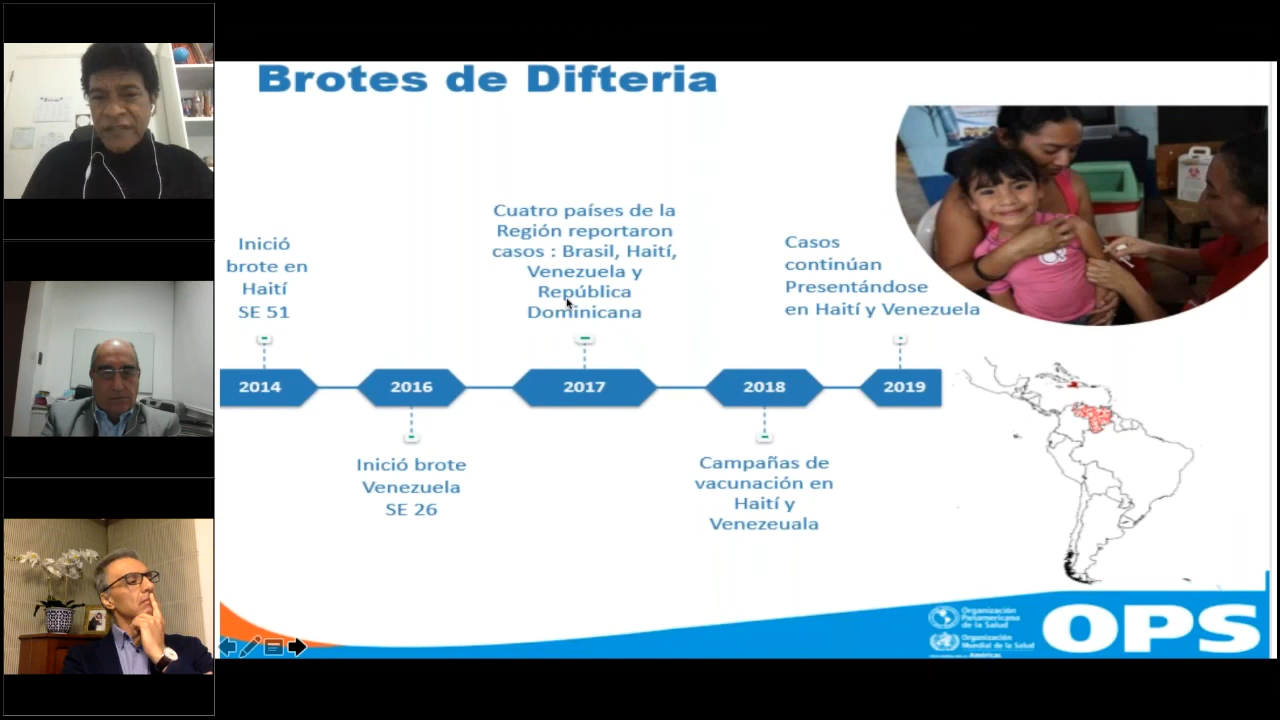 Brotes de Difteria
Inició
brote en
Haití
SE 51
Cuatro países de la
Región reportaron
casos : Brasil, Haití,
Venezuela y
República
Dominicana
Casos
continúan
Presentándose
en Haití y Venezuela
2014
2016
2017
2018
2019
Inició brote
Venezuela
SE 26
Campañas de
vacunación en
Haití y
Venezeuala
Organización
Panamericana
de la Salud
Organización
Mundial de la Salud
Américas
OPS